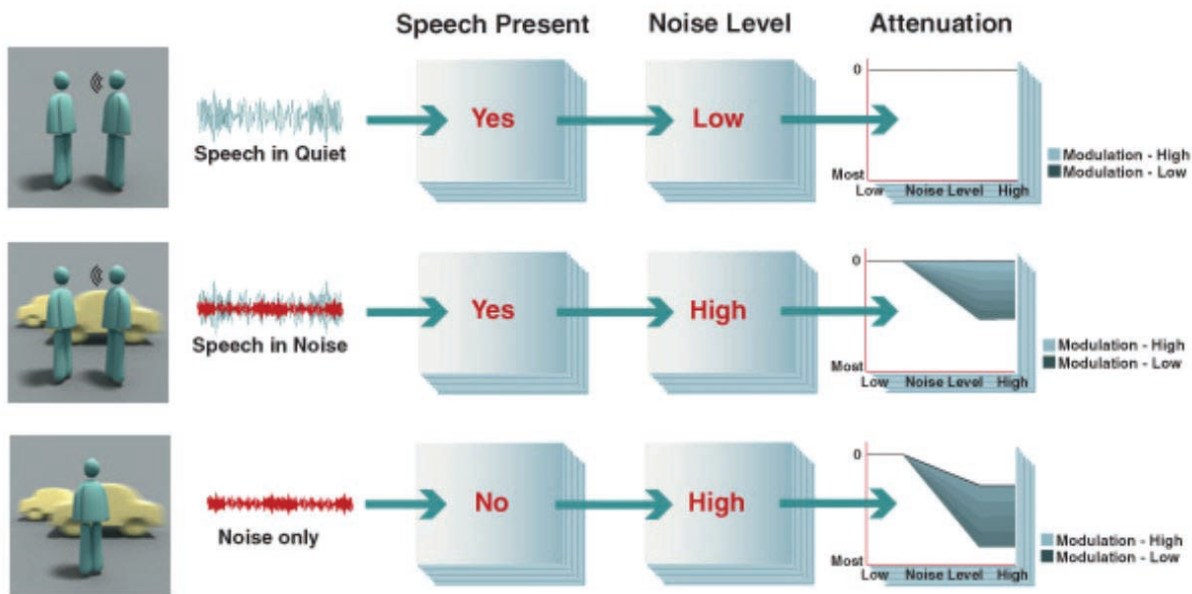 Speech Present Noise Level Attenuation
Speech in Quiet
Yes
Low
0
Most
Low Noise Level High
Modulation - High
Modulation - Low
Speech in Noise
Yes
High
0
Most
Low Noise Level High
Modulation - High
Modulation - Low
Noise only
No
High
0
Most
Low Noise Level High
Modulation - High
Modulation - Low